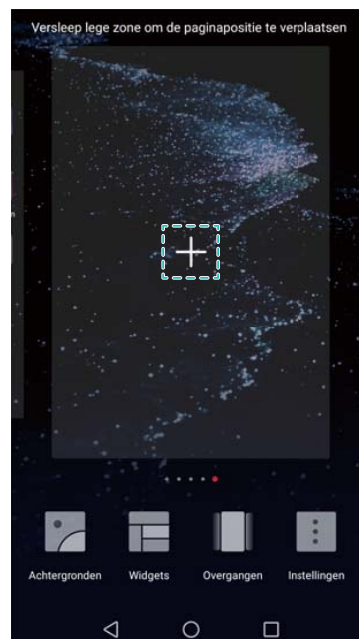 Versleep lege zone om de paginapositie te verplaatsen
Achtergronden Widgets Overgangen Instellingen